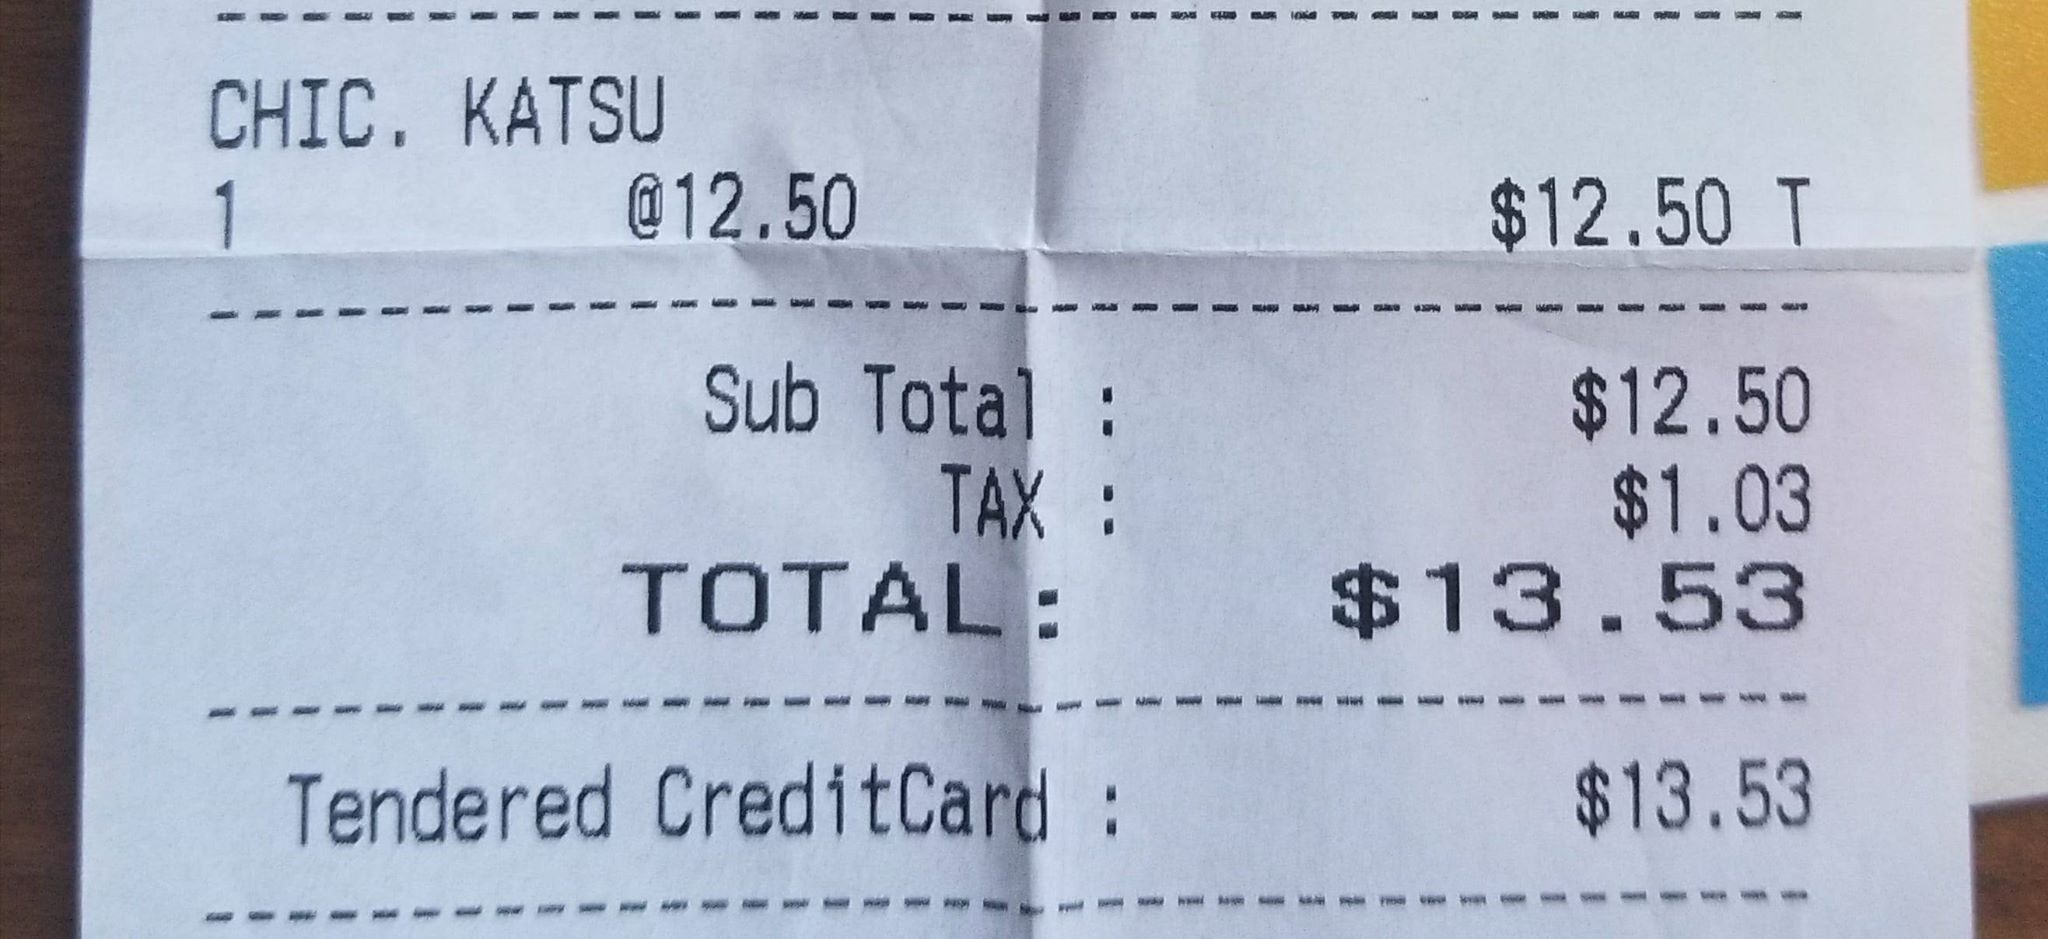 CHIC. KATSU
1 @12.50 $12.50 T
Sub Total : $12.50
TAX : $1.03
TOTAL: $13.53
Tendered CreditCard : $13.53